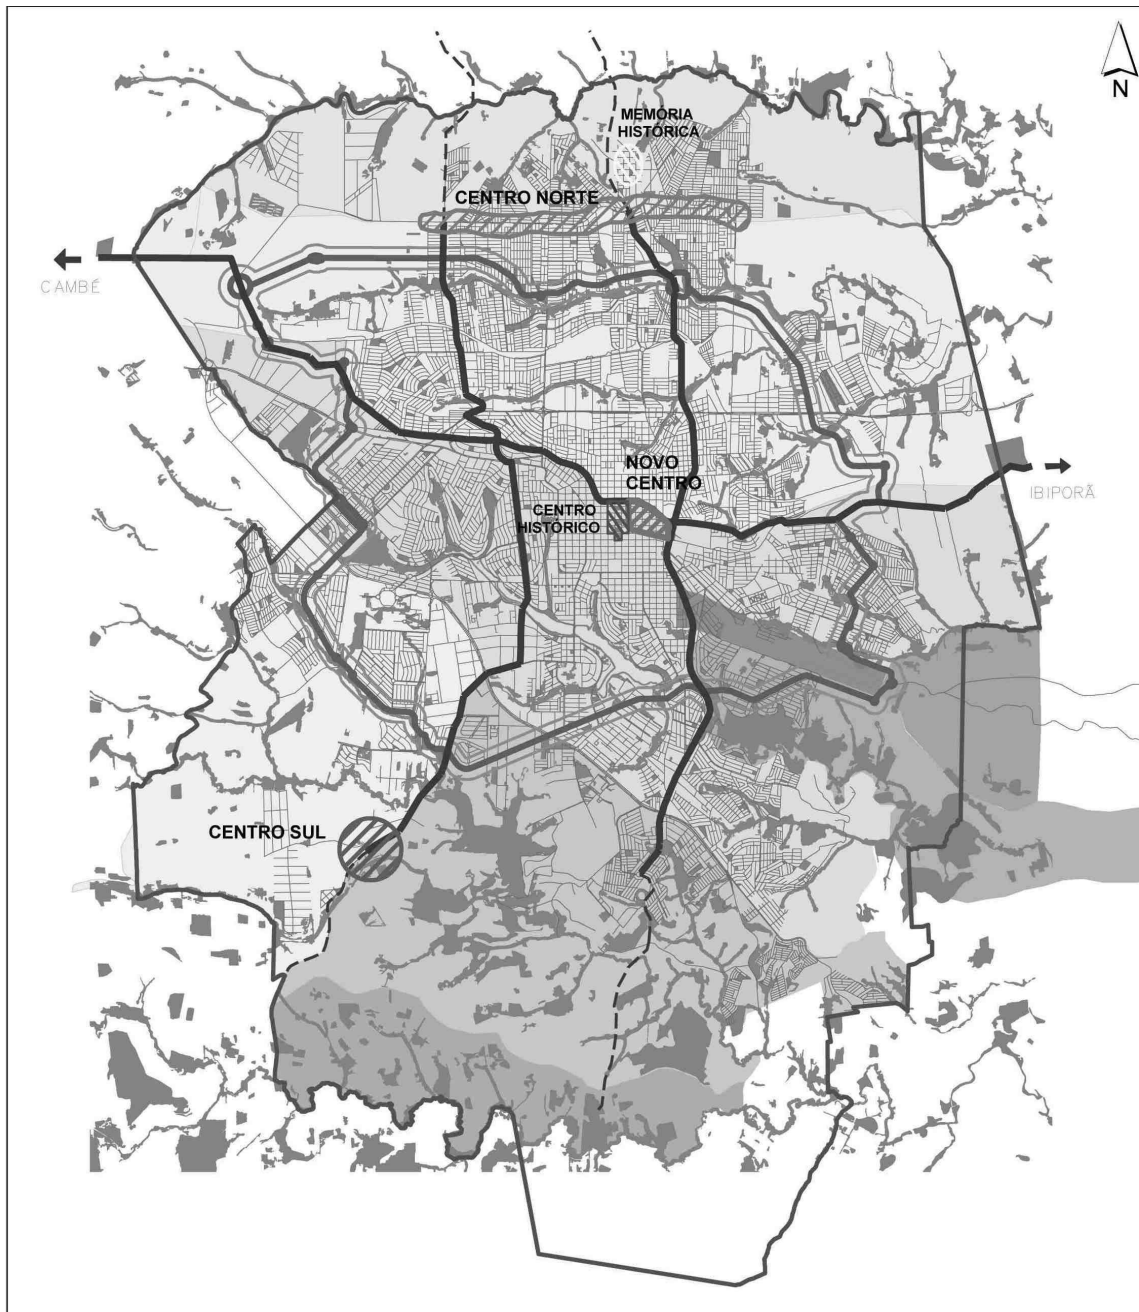 N
MEMÓRIA
HISTÓRICA
CENTRO NORTE
CAMBÉ
NOVO
CENTRO
IBIPORÃ
CENTRO
HISTÓRICO
CENTRO SUL